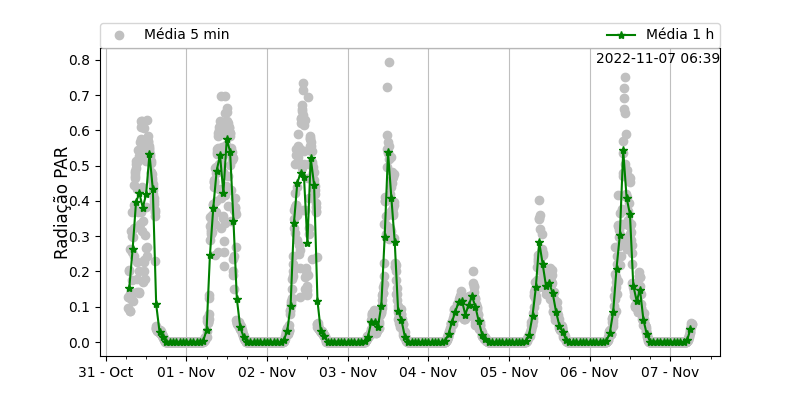 Média 5 min
Média 1 h
2022-11-07 06:39
Radiação PAR
0.8
0.7
0.6
0.5
0.4
0.3
0.2
0.1
0.0
31 - Oct
01 - Nov
02 - Nov
03 - Nov
04 - Nov
05 - Nov
06 - Nov
07 - Nov